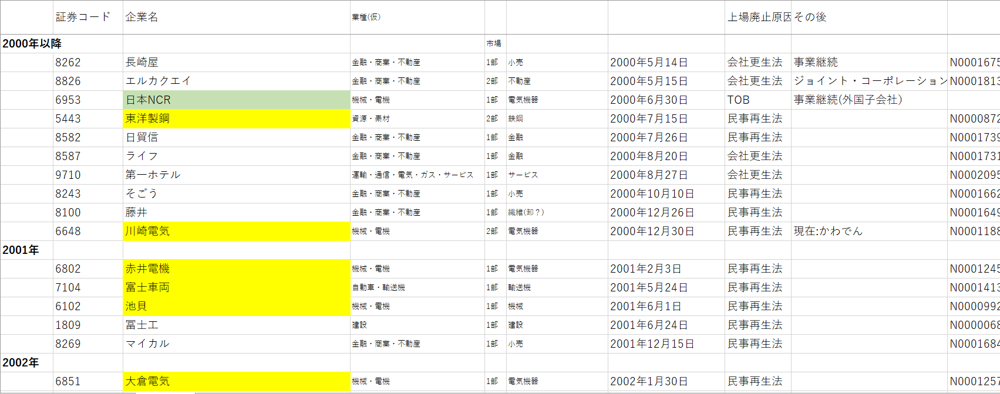 証券コード 企業名 業種(仮) 上場廃止原因 その後
2000年以降 市場
8262 長崎屋 金融・商業・不動産 1部 小売 2000年5月14日 会社更生法 事業継続 N0001675
8826 エルカクエイ 金融・商業・不動産 2部 不動産 2000年5月15日 会社更生法 ジョイント・コーポレーション N0001813
6953 日本NCR 機械・電機 1部 電気機器 2000年6月30日 TOB 事業継続(外国子会社)
5443 東洋製鋼 資源・素材 2部 鉄鋼 2000年7月15日 民事再生法 N0000872
8582 日貿信 金融・商業・不動産 1部 金融 2000年7月26日 民事再生法 N0001739
8587 ライフ 金融・商業・不動産 1部 金融 2000年8月20日 会社更生法 N0001731
9710 第一ホテル 運輸・通信・電気・ガス・サービス 1部 サービス 2000年8月27日 会社更生法 N0002095
8243 そごう 金融・商業・不動産 1部 小売 2000年10月10日 民事再生法 N0001662
8100 藤井 金融・商業・不動産 1部 繊維(卸?) 2000年12月26日 民事再生法 N0001649
6648 川崎電気 機械・電機 2部 電気機器 2000年12月30日 民事再生法 現在:かわでん N0001188
2001年
6802 赤井電機 機械・電機 1部 電気機器 2001年2月3日 民事再生法 N0001245
7104 富士車両 自動車・輸送機 1部 輸送機 2001年5月24日 民事再生法 N0001413
6102 池貝 機械・電機 1部 機械 2001年6月1日 民事再生法 N0000992
1809 冨士工 建設 1部 建設 2001年6月24日 民事再生法 N0000068
8269 マイカル 金融・商業・不動産 1部 小売 2001年12月15日 民事再生法 N0001684
2002年
6851 大倉電気 機械・電機 1部 電気機器 2002年1月30日 民事再生法 N0001257